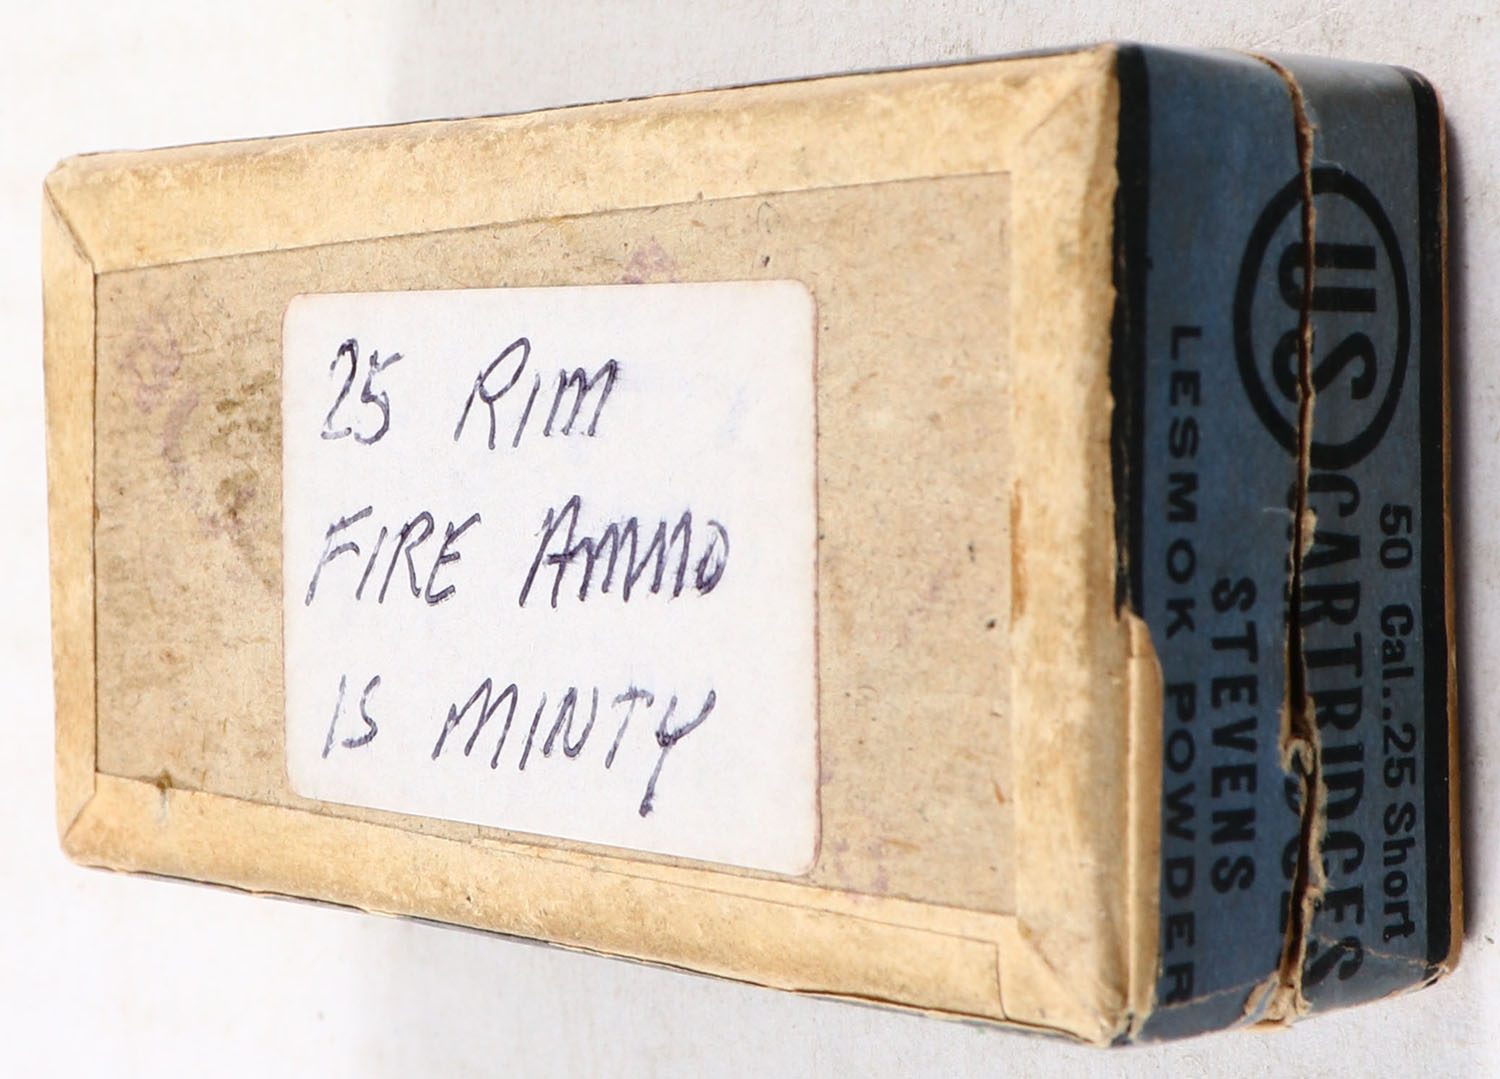 25 RIM
FIRE AMMO
IS MINTY
50 Cal..25 Short
US CARTRIDGES
STEVENS
LESMOK POWDER